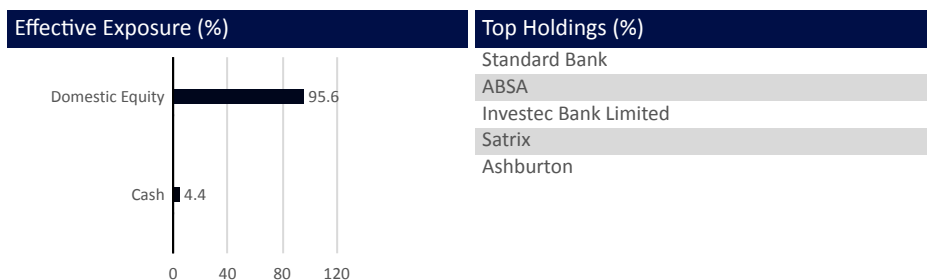 Effective Exposure (%)
Domestic Equity 95.6
Cash 4.4
0 40 80 120
Top Holdings (%)
Standard Bank
ABSA
Investec Bank Limited
Satrix
Ashburton